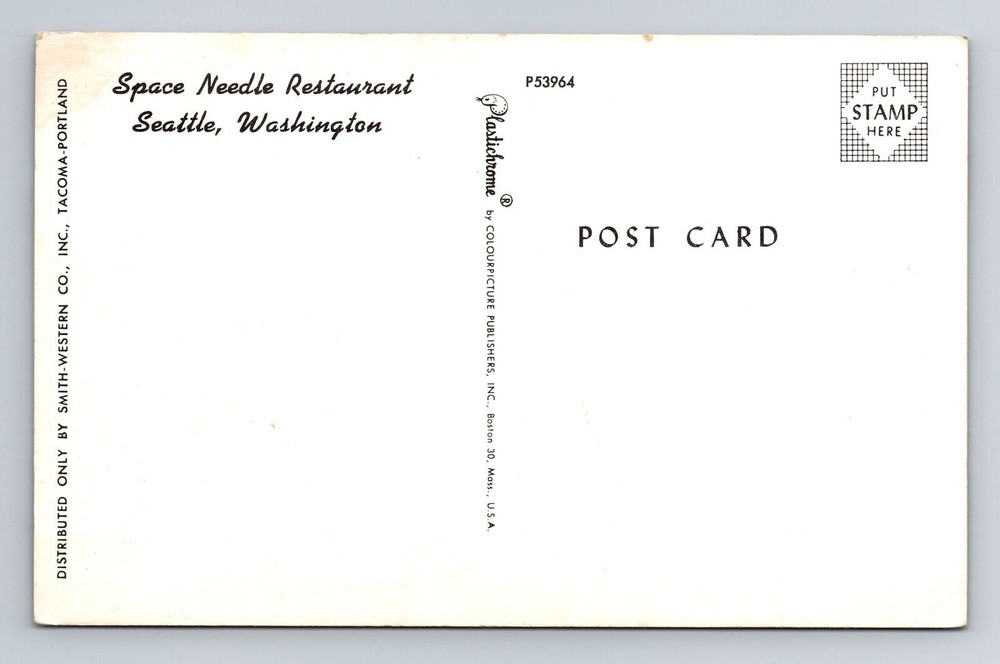 Space Needle Restaurant
Seattle, Washington
DISTRIBUTED ONLY BY SMITH-WESTERN CO., INC., TACOMA-PORTLAND
Plastichrome ® by COLOURPICTURE PUBLISHERS, INC., Boston 30, Mass., U.S.A.
P53964
PUT
STAMP
HERE
POST CARD